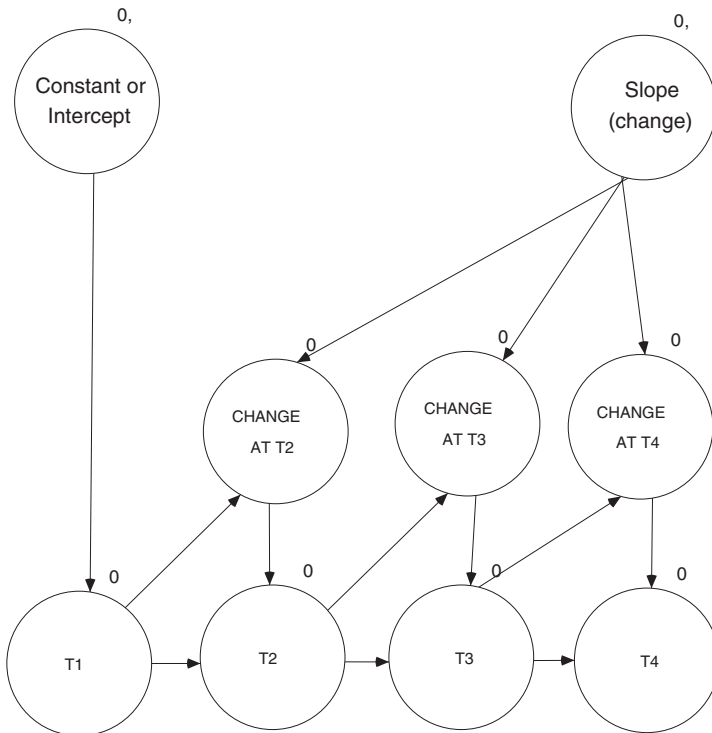 0,
0,
Constant or
Intercept
Slope
(change)
0
0
0
CHANGE
AT T2
CHANGE
AT T3
CHANGE
AT T4
0
0
0
0
T1
T2
T3
T4